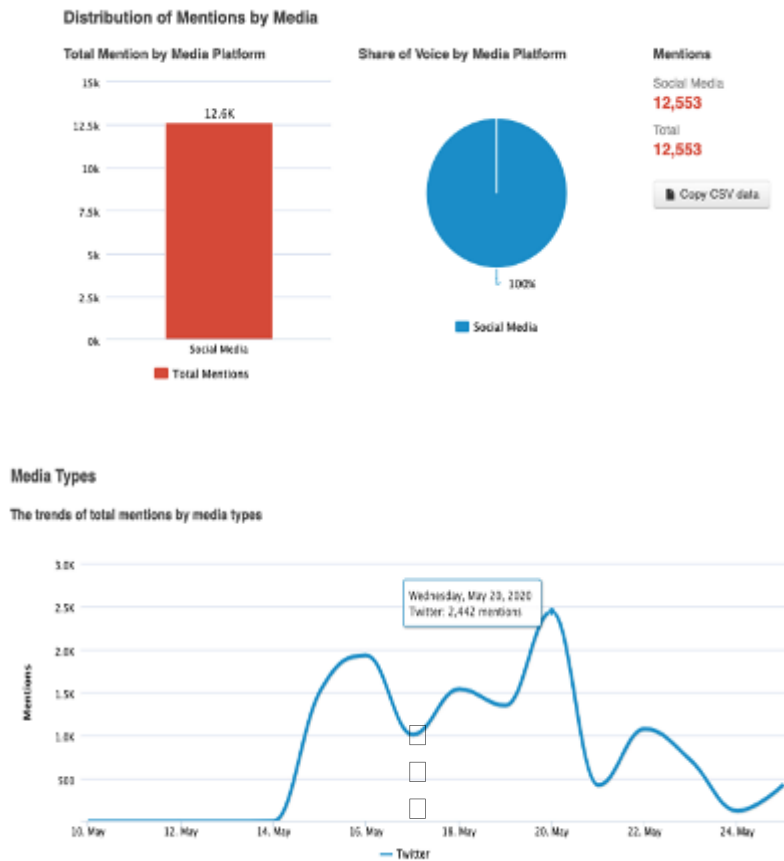 Distribution of Mentions by Media
Total Mention by Media Platform
Share of Voice by Media Platform
Mentions
15k
12.5k
10k
7.5k
5k
2.5k
0k
12.6K
Social Media
Total Mentions
100%
Social Media
Social Media
12,553
Total
12,553
Copy CSV data
Media Types
The trends of total mentions by media types
Mentions
3.0K
2.5K
2.0K
1.5K
1.0K
500
Wednesday, May 20, 2020
Twitter: 2,442 mentions
10. May
12. May
14. May
16. May
18. May
20. May
22. May
24. May
Twitter